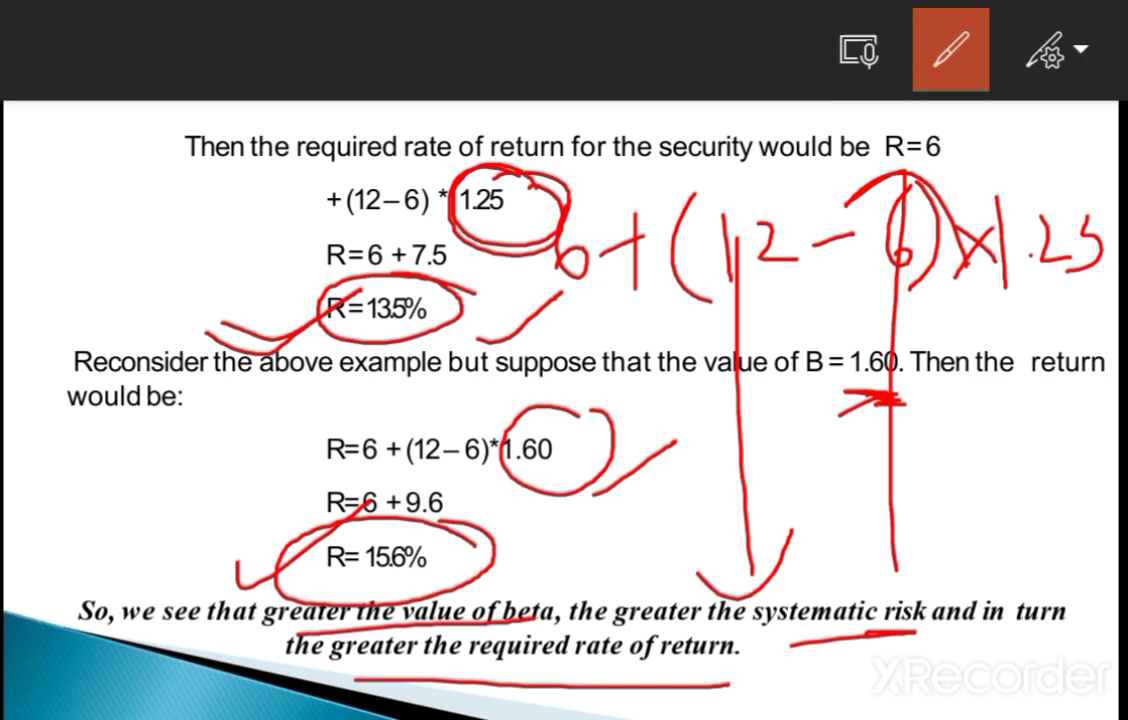 Then the required rate of return for the security would be R=6
+(12–6) * 1.25
6+(12-6)×1.25
R=6 +7.5
R=13.5%
Reconsider the above example but suppose that the value of B = 1.60. Then the return
would be:
R=6 +(12–6)*1.60
R=6 +9.6
R= 15.6%
So, we see that greater the value of beta, the greater the systematic risk and in turn
the greater the required rate of return.
XRecorder